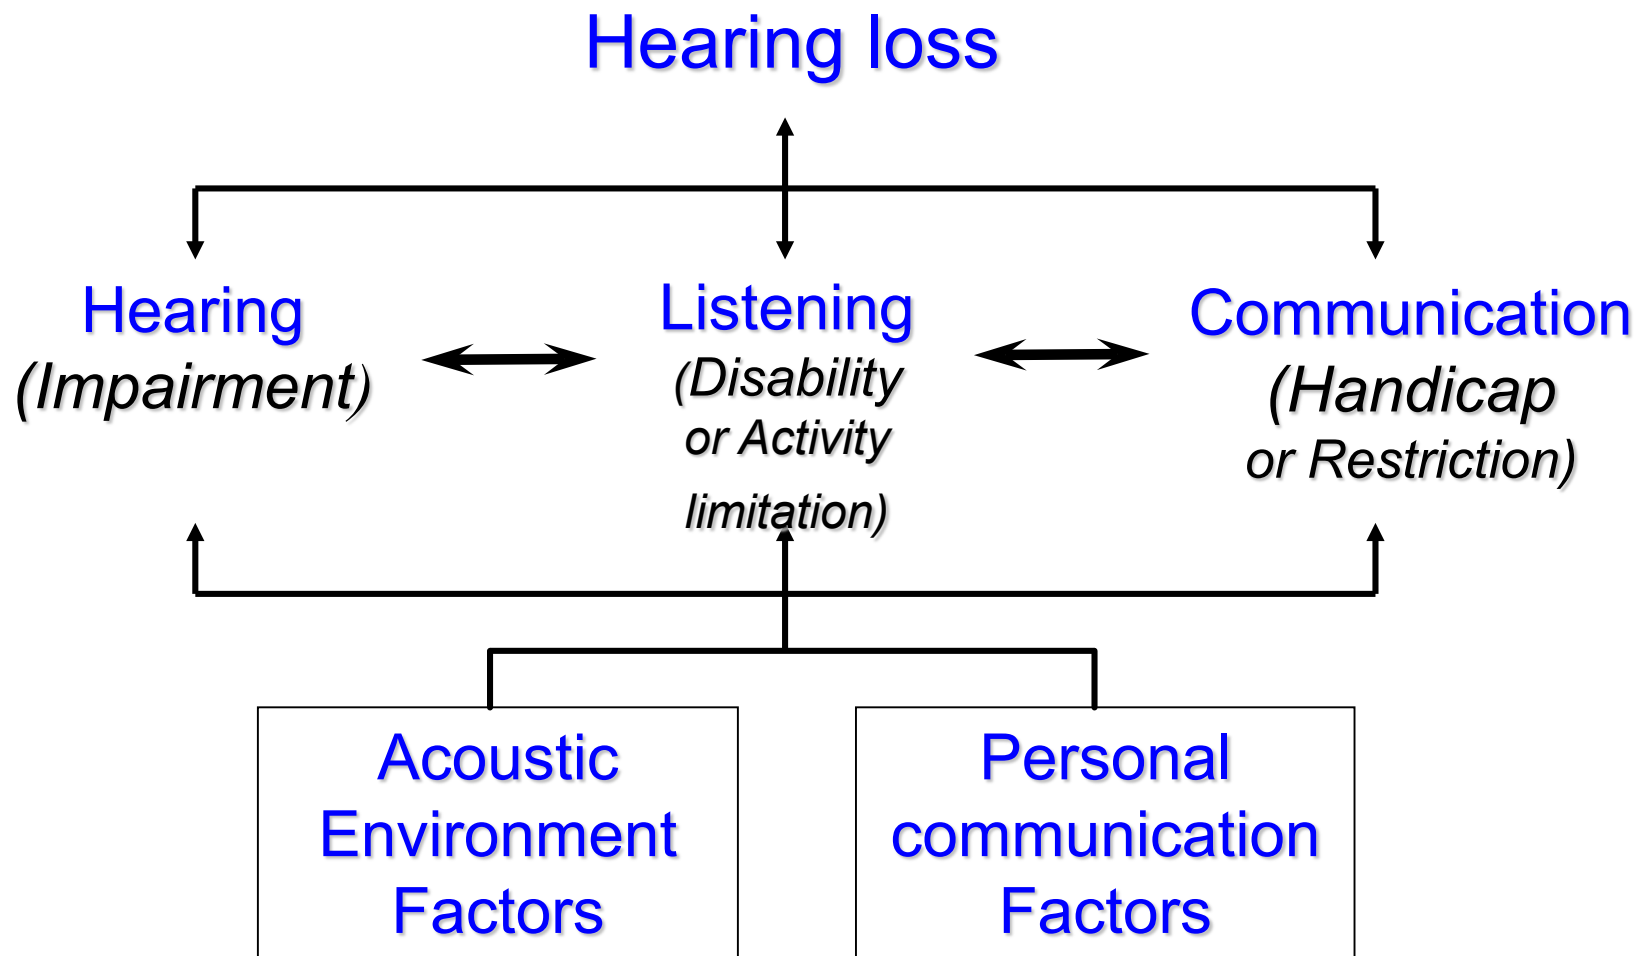 Hearing loss
Hearing
(Impairment)
Listening
(Disability
or Activity
limitation)
Communication
(Handicap
or Restriction)
Acoustic
Environment
Factors
Personal
communication
Factors